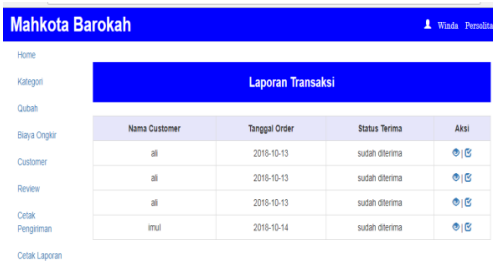 Mahkota Barokah
Winda Persolita
Home
Kategori
Qubah
Biaya Ongkir
Customer
Review
Cetak
Pengiriman
Cetak Laporan
Laporan Transaksi
Nama Customer Tanggal Order Status Terima Aksi
ali 2018-10-13 sudah diterima |
ali 2018-10-13 sudah diterima |
ali 2018-10-13 sudah diterima |
imul 2018-10-14 sudah diterima |